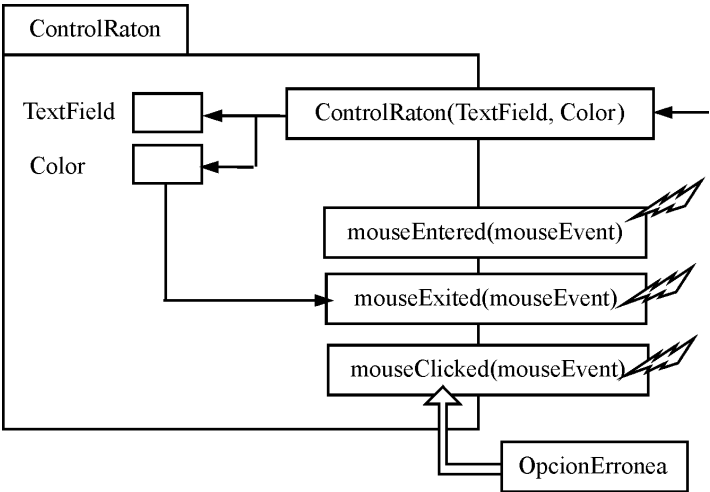 ControlRaton
TextField
ControlRaton(TextField, Color)
Color
mouseEntered(mouseEvent)
mouseExited(mouseEvent)
mouseClicked(mouseEvent)
OpcionErronea